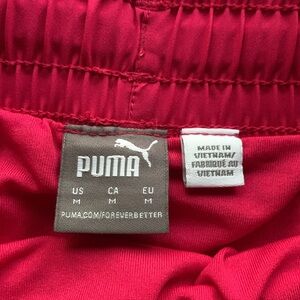 PUMA
US CA EU
M M M
PUMA.COM/FOREVERBETTER
MADE IN
VIETNAM/
FABRIQUÉ AU
VIETNAM